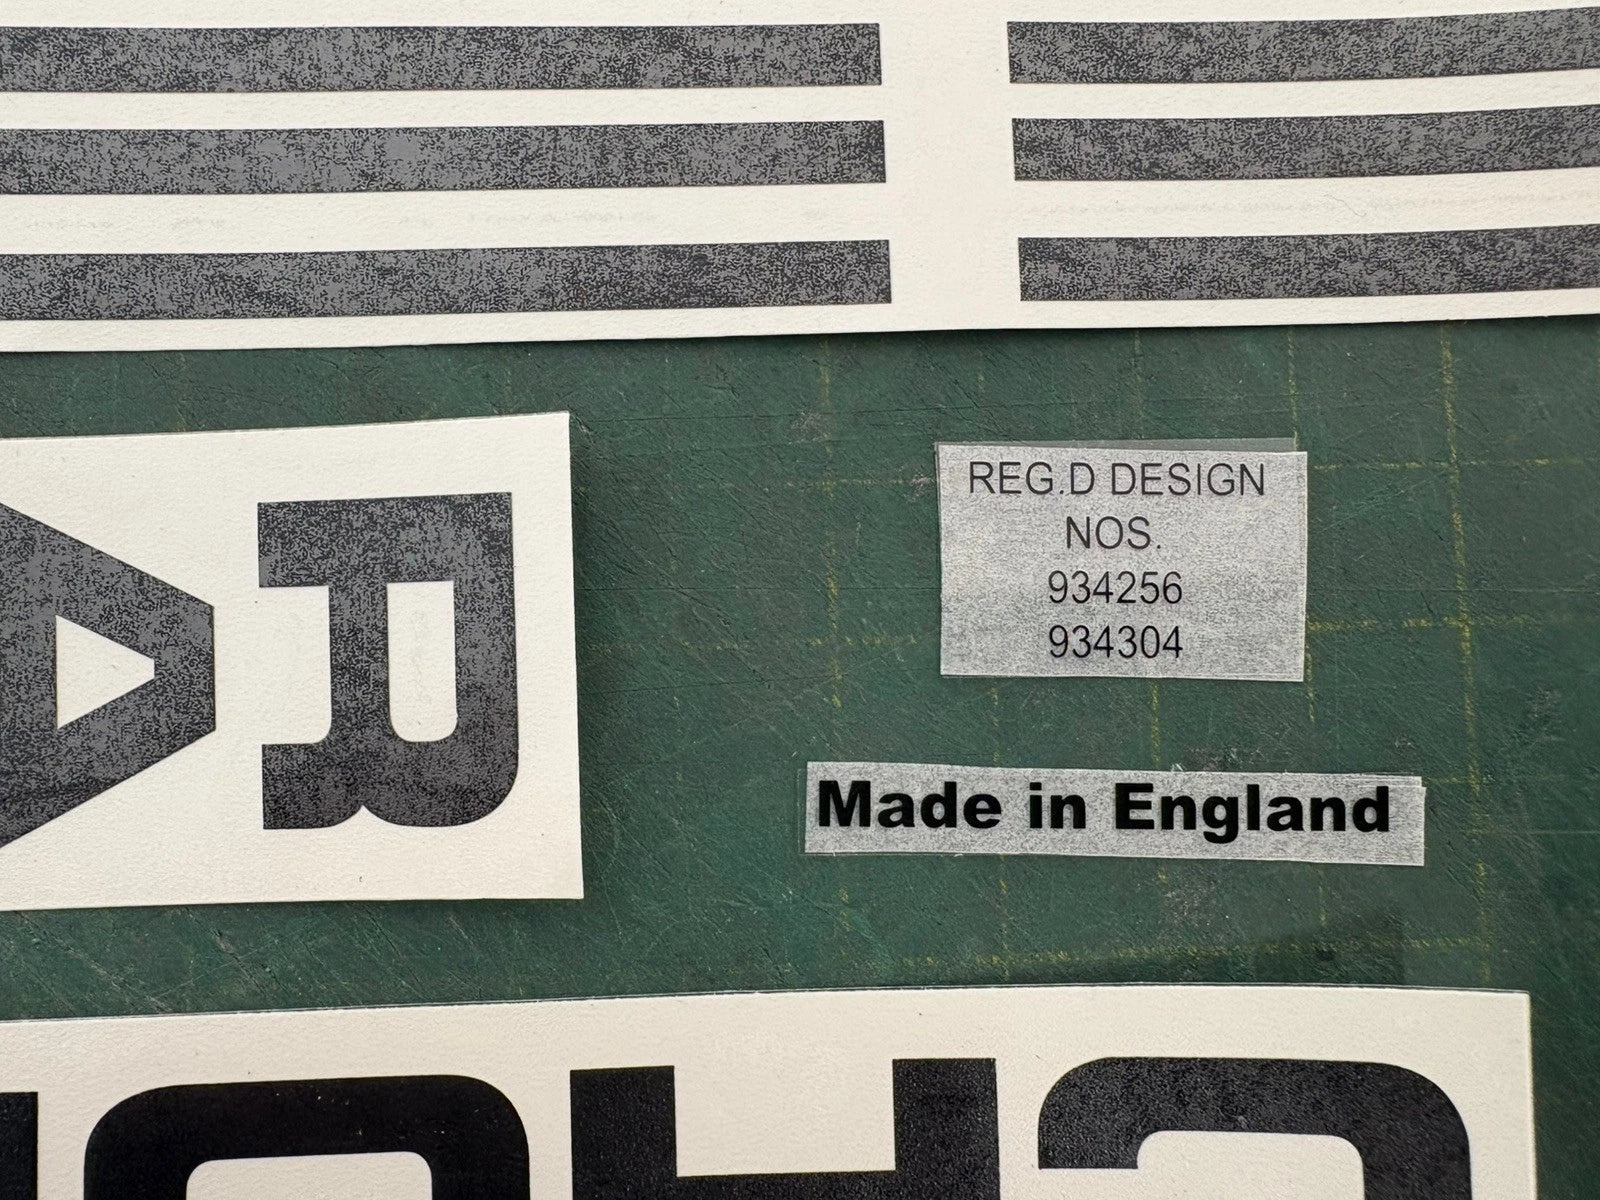 REG.D DESIGN
NOS.
934256
934304
Made in England